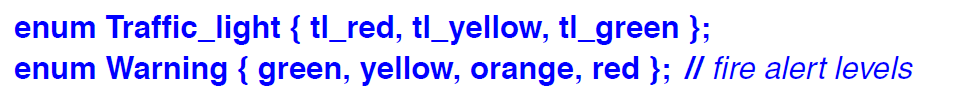 enum Traffic_light { tl_red, tl_yellow, tl_green };
enum Warning { green, yellow, orange, red }; // fire alert levels